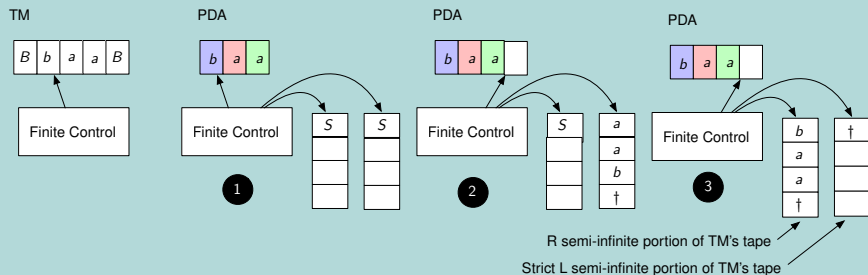 TM
PDA
PDA
PDA
B b a a B
b a a
b a a
b a a
Finite Control
Finite Control
Finite Control
Finite Control
S S
S a
a
b
†
b †
a
a
†
1
2
3
R semi-infinite portion of TM's tape
Strict L semi-infinite portion of TM's tape